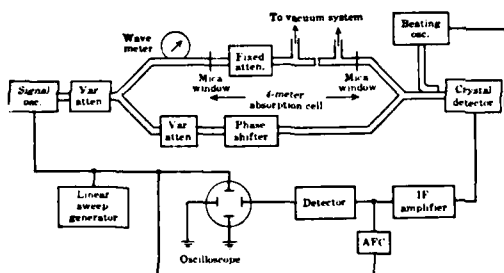 To vacuum system
Beating
osc.
Wave
meter
Fixed
atten.
Mica
window
Mica
window
4-meter
absorption
cell
Signal
osc.
Var
atten
Crystal
detector
Var
atten
Phase
shifter
Linear
sweep
generator
Oscilloscope
Detector
IF
amplifier
AFC